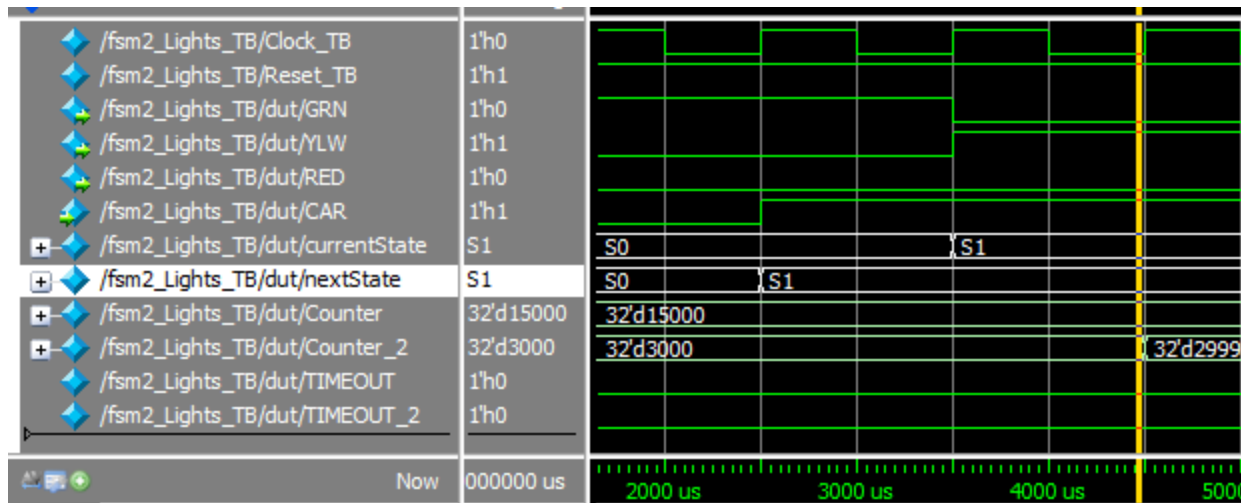 /fsm2_Lights_TB/Clock_TB 1'h0
/fsm2_Lights_TB/Reset_TB 1'h1
/fsm2_Lights_TB/dut/GRN 1'h0
/fsm2_Lights_TB/dut/YLW 1'h1
/fsm2_Lights_TB/dut/RED 1'h0
/fsm2_Lights_TB/dut/CAR 1'h1
/fsm2_Lights_TB/dut/currentState S1 S0 S1
/fsm2_Lights_TB/dut/nextState S1 S0 S1
/fsm2_Lights_TB/dut/Counter 32'd15000 32'd15000
/fsm2_Lights_TB/dut/Counter_2 32'd3000 32'd3000 32'd2999
/fsm2_Lights_TB/dut/TIMEOUT 1'h0
/fsm2_Lights_TB/dut/TIMEOUT_2 1'h0
Now 000000 us 2000 us 3000 us 4000 us 500